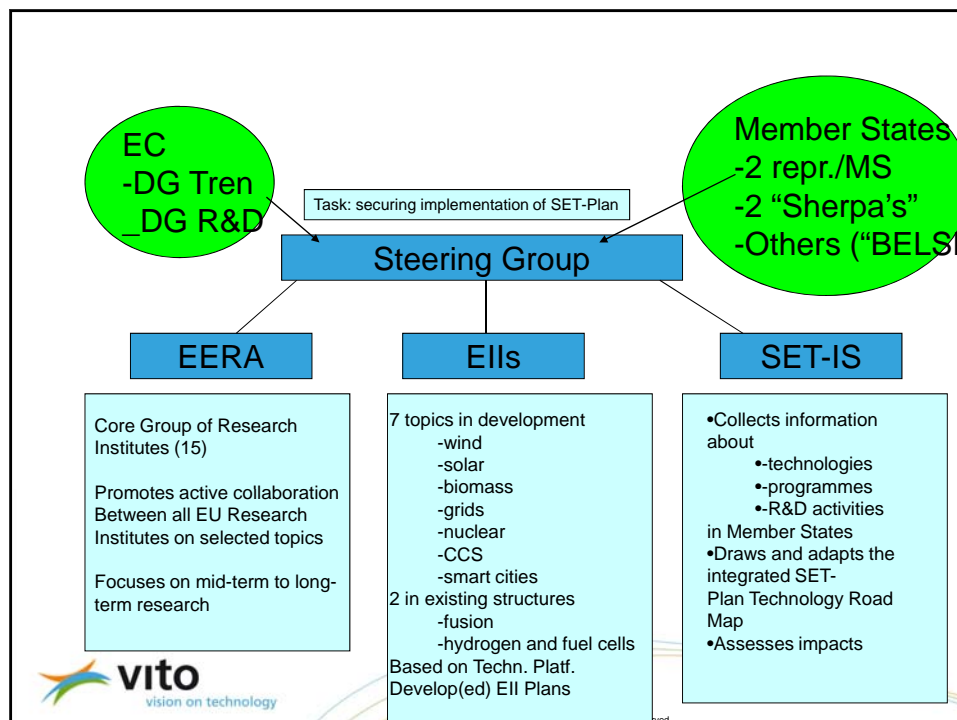 EC
-DG Tren
_DG R&D
Member States
-2 repr./MS
-2 “Sherpa’s”
-Others (“BELSI
Task: securing implementation of SET-Plan
Steering Group
EERA
EIIs
SET-IS
Core Group of Research
Institutes (15)
Promotes active collaboration
Between all EU Research
Institutes on selected topics
Focuses on mid-term to long-
term research
7 topics in development
-wind
-solar
-biomass
-grids
-nuclear
-CCS
-smart cities
2 in existing structures
-fusion
-hydrogen and fuel cells
Based on Techn. Platf.
Develop(ed) EII Plans
•Collects information
about
•-technologies
•-programmes
•-R&D activities
in Member States
•Draws and adapts the
integrated SET-
Plan Technology Road
Map
•Assesses impacts
vito
vision on technology